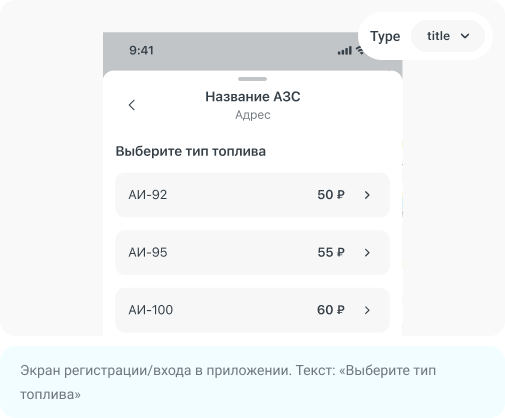 Type title
9:41
Название АЗС
Адрес
Выберите тип топлива
АИ-92 50 ₽
АИ-95 55 ₽
АИ-100 60 ₽
Экран регистрации/входа в приложении. Текст: «Выберите тип
топлива»